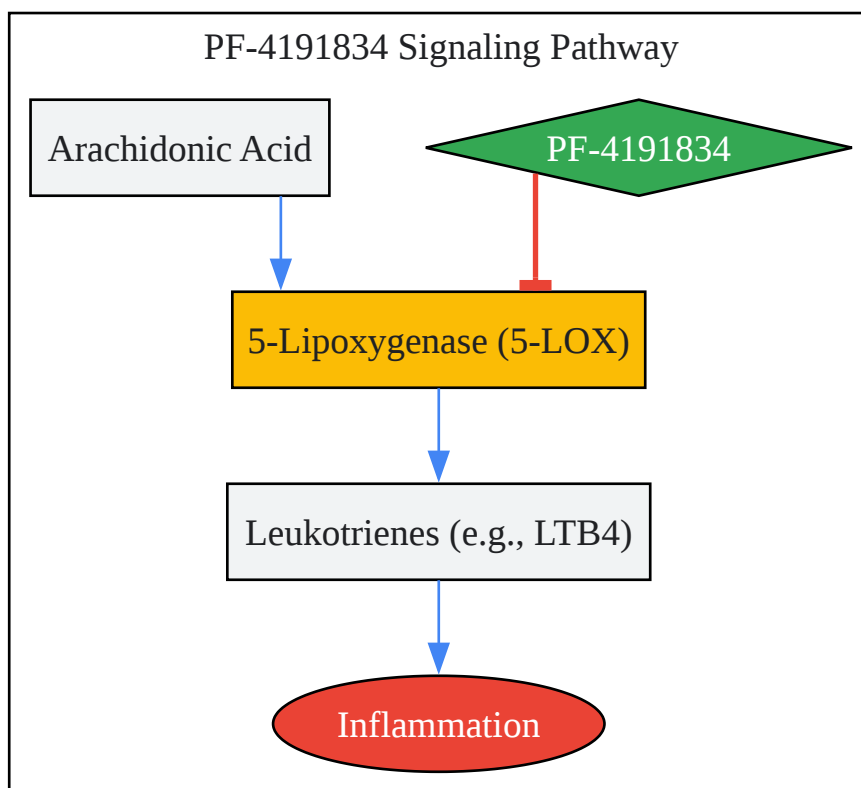 PF-4191834 Signaling Pathway
Arachidonic Acid
PF-4191834
5-Lipoxygenase (5-LOX)
Leukotrienes (e.g., LTB4)
Inflammation